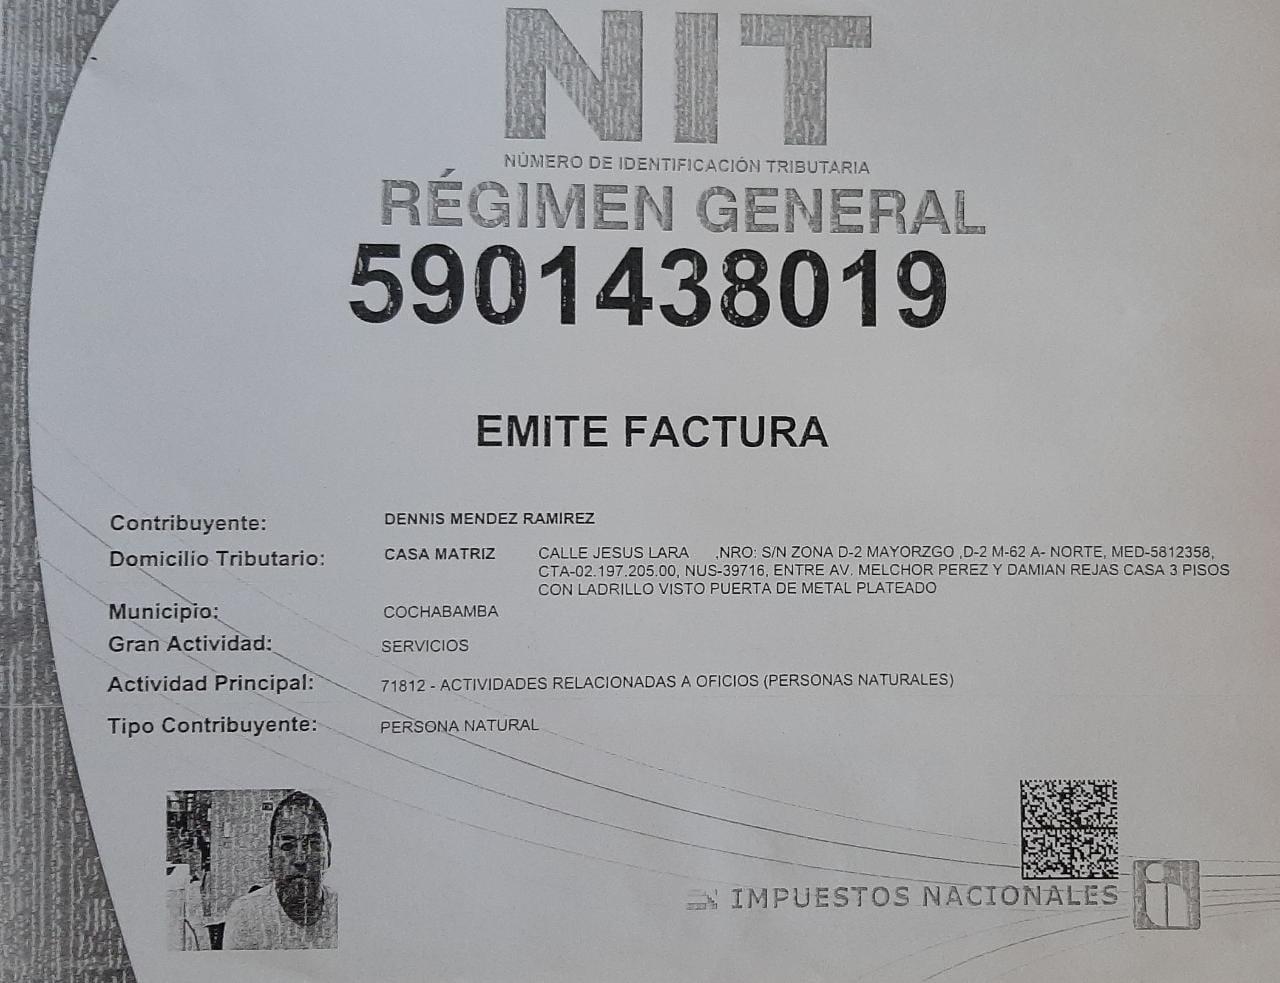 NIT
NÚMERO DE IDENTIFICACIÓN TRIBUTARIA
RÉGIMEN GENERAL
5901438019
EMITE FACTURA
Contribuyente: DENNIS MENDEZ RAMIREZ
Domicilio Tributario: CASA MATRIZ CALLE JESUS LARA ,NRO: S/N ZONA D-2 MAYORZGO ,D-2 M-62 A- NORTE, MED-5812358,
CTA-02.197.205.00, NUS-39716, ENTRE AV. MELCHOR PEREZ Y DAMIAN REJAS CASA 3 PISOS
CON LADRILLO VISTO PUERTA DE METAL PLATEADO
Municipio: COCHABAMBA
Gran Actividad: SERVICIOS
Actividad Principal: 71812 - ACTIVIDADES RELACIONADAS A OFICIOS (PERSONAS NATURALES)
Tipo Contribuyente: PERSONA NATURAL
IMPUESTOS NACIONALES